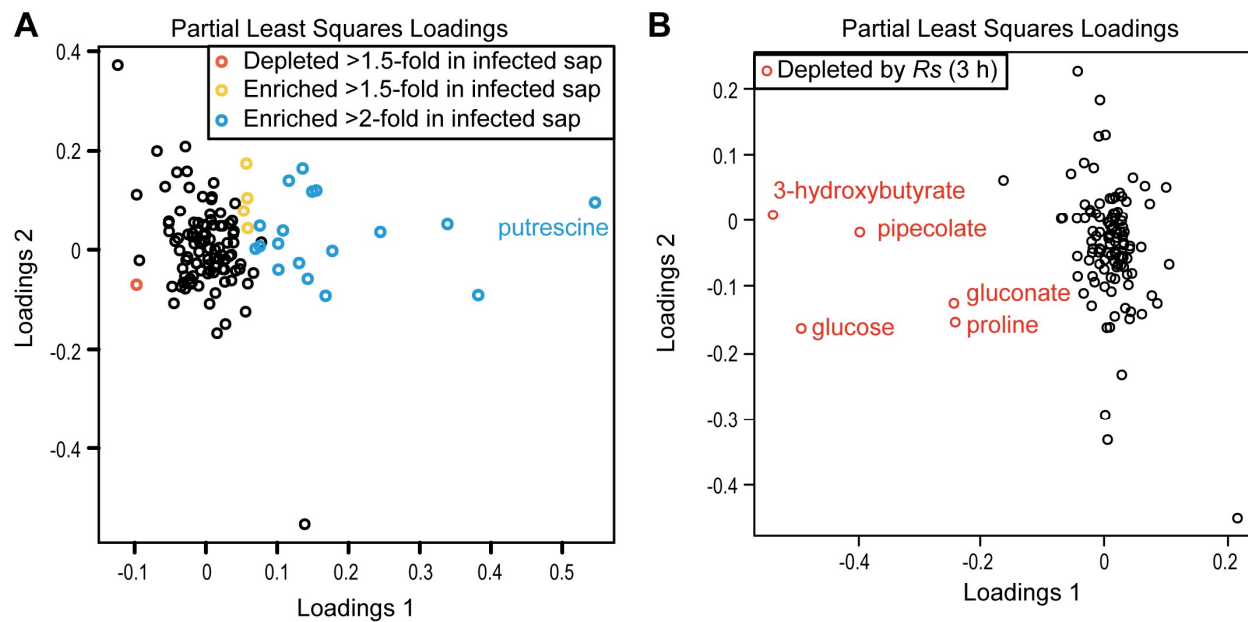 A
Partial Least Squares Loadings
Depleted >1.5-fold in infected sap
Enriched >1.5-fold in infected sap
Enriched >2-fold in infected sap
putrescine
0.4
0.2
0
-0.2
-0.4
Loadings 2
-0.1
0
0.1
0.2
0.3
0.4
0.5
Loadings 1
B
Partial Least Squares Loadings
Depleted by Rs (3 h)
3-hydroxybutyrate
pipecolate
gluconate
glucose
proline
0.2
0.1
0
-0.1
-0.2
-0.3
-0.4
Loadings 2
-0.4
-0.2
0
0.2
Loadings 1